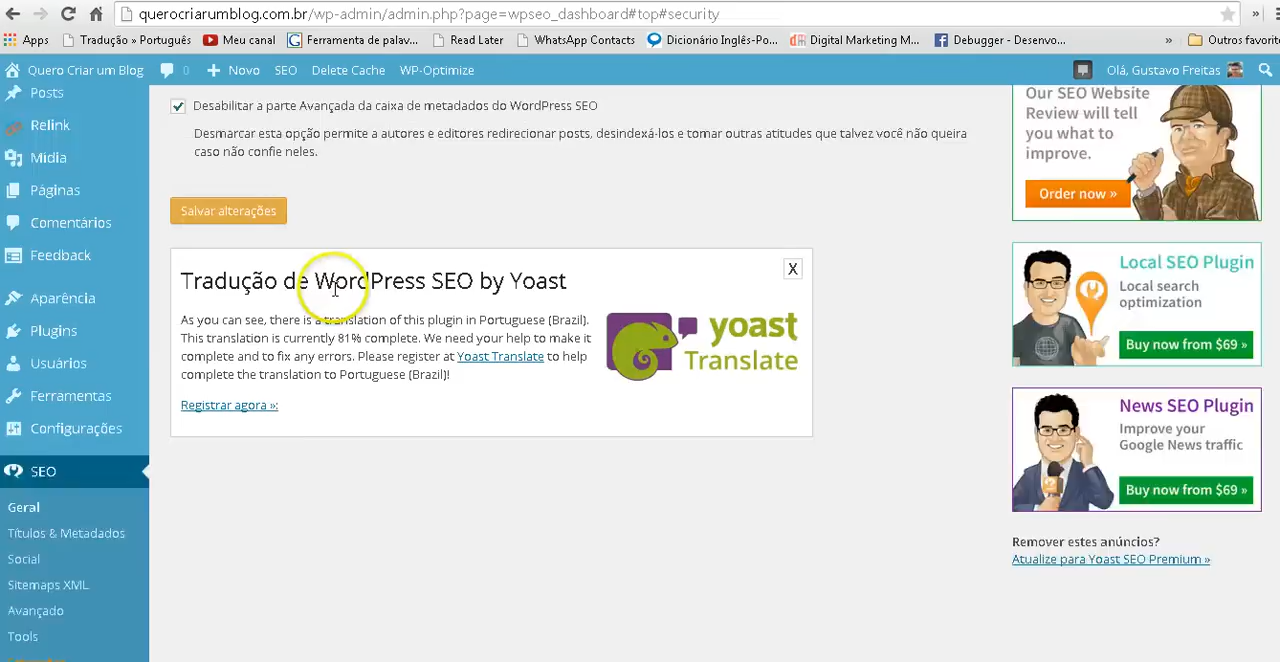 querocriarumblog.com.br/wp-admin/admin.php?page=wpseo_dashboard#top#security
Apps Tradução » Português Meu canal Ferramenta de palav... Read Later WhatsApp Contacts Dicionário Inglês-Po... Digital Marketing M... Debugger - Desenvo... » Outros favorit
Quero Criar um Blog 0 Novo SEO Delete Cache WP-Optimize Olá, Gustavo Freitas
Posts
Relink
Mídia
Páginas
Comentários
Feedback
Aparência
Plugins
Usuários
Ferramentas
Configurações
SEO
Geral
Títulos & Metadados
Social
Sitemaps XML
Avançado
Tools
Desabilitar a parte Avançada da caixa de metadados do WordPress SEO
Desmarcar esta opção permite a autores e editores redirecionar posts, desindexá-los e tomar outras atitudes que talvez você não queira
caso não confie neles.
Salvar alterações
Tradução de WordPress SEO by Yoast
X
As you can see, there is a translation of this plugin in Portuguese (Brazil).
This translation is currently 81% complete. We need your help to make it
complete and to fix any errors. Please register at Yoast Translate to help
complete the translation to Portuguese (Brazil)!
Registrar agora »:
yoast
Translate
Our SEO Website
Review will tell
you what to
improve.
Order now »
Local SEO Plugin
Local search
optimization
Buy now from $69 »
News SEO Plugin
Improve your
Google News traffic
Buy now from $69 »
Remover estes anúncios?
Atualize para Yoast SEO Premium »